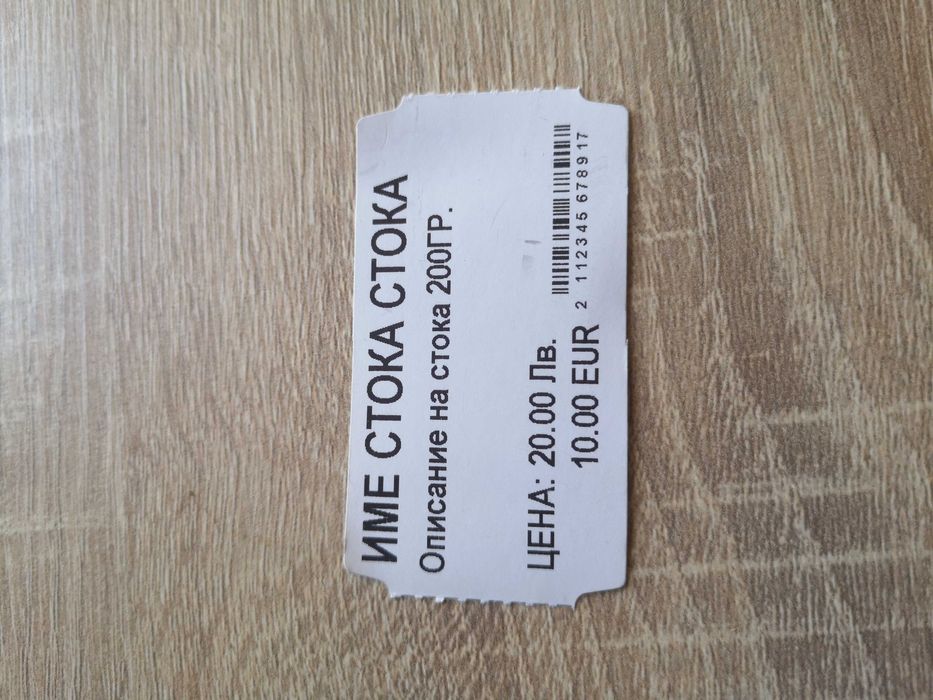 ИМЕ СТОКА СТОКА
Описание на стока 200ГР.
ЦЕНА: 20.00 Лв.
10.00 EUR
2 112345 678917